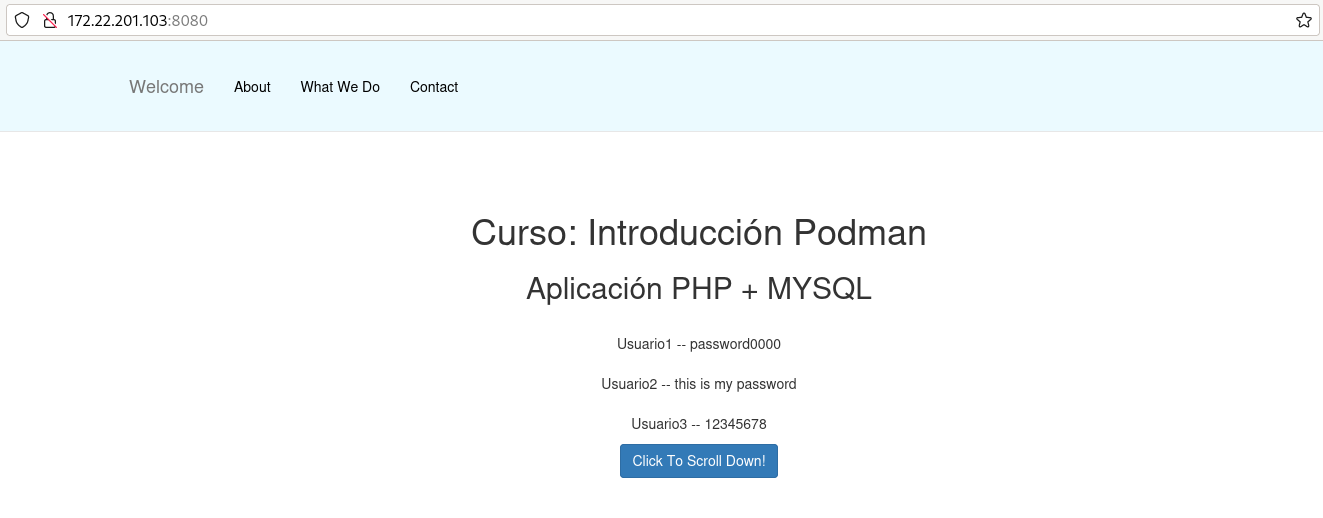 172.22.201.103:8080
Welcome About What We Do Contact
Curso: Introducción Podman
Aplicación PHP + MYSQL
Usuario1 -- password0000
Usuario2 -- this is my password
Usuario3 -- 12345678
Click To Scroll Down!